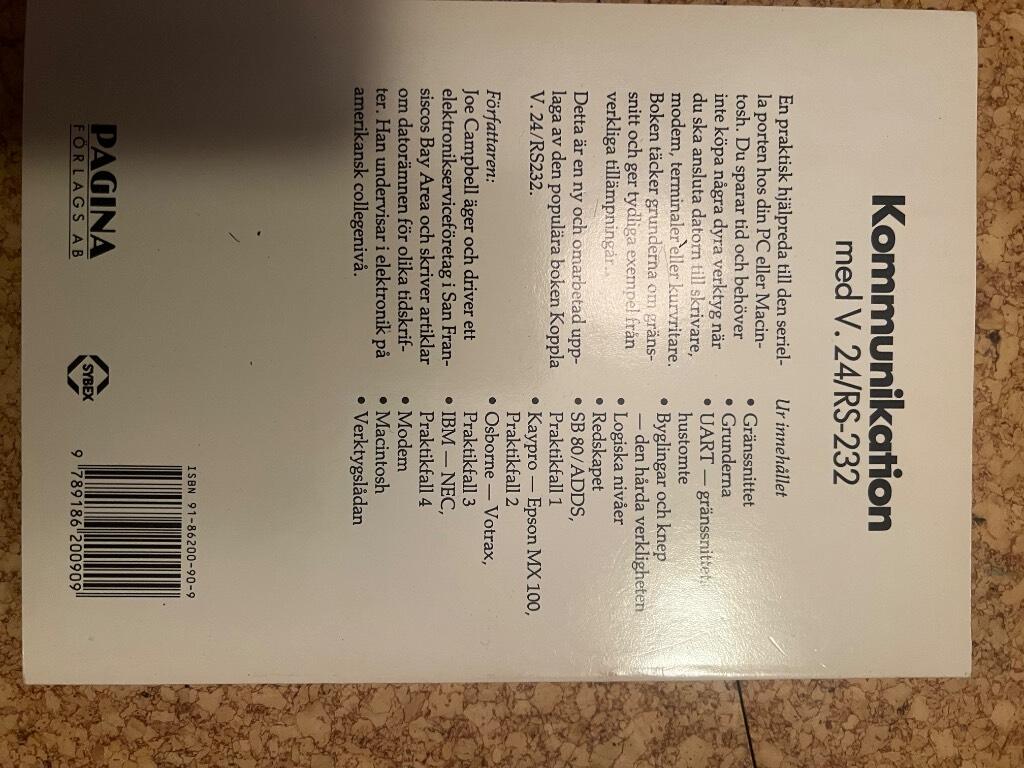 Kommunikation
med V. 24/RS-232
En praktisk hjälpreda till den seriel-
la porten hos din PC eller Macin-
tosh. Du sparar tid och behöver
inte köpa några dyra verktyg när
du ska ansluta datorn till skrivare,
modem, terminaler eller kurvritare.
Boken täcker grunderna om gräns-
snitt och ger tydliga exempel från
verkliga tillämpningar.
Detta är en ny och omarbetad upp-
laga av den populära boken Koppla
V. 24/RS232.
Författaren:
Joe Campbell äger och driver ett
elektronikserviceföretag i San Fran-
siscos Bay Area och skriver artiklar
om datorämnen för olika tidskrif-
ter. Han undervisar i elektronik på
amerikansk collegenivå.
Ur innehållet
• Gränssnittet
• Grunderna
• UART — gränssnittets
hustomte
• Byglingar och knep
— den hårda verkligheten
• Logiska nivåer
• Redskapet
• SB 80/ADDS,
Praktikfall 1
• Kaypro — Epson MX 100,
Praktikfall 2
• Osborne — Votrax,
Praktikfall 3
• IBM — NEC,
Praktikfall 4
• Modem
• Macintosh
• Verktygslådan
PAGINA
FÖRLAGS AB
SYBEX
ISBN 91-86200-90-9
9 789186 200909